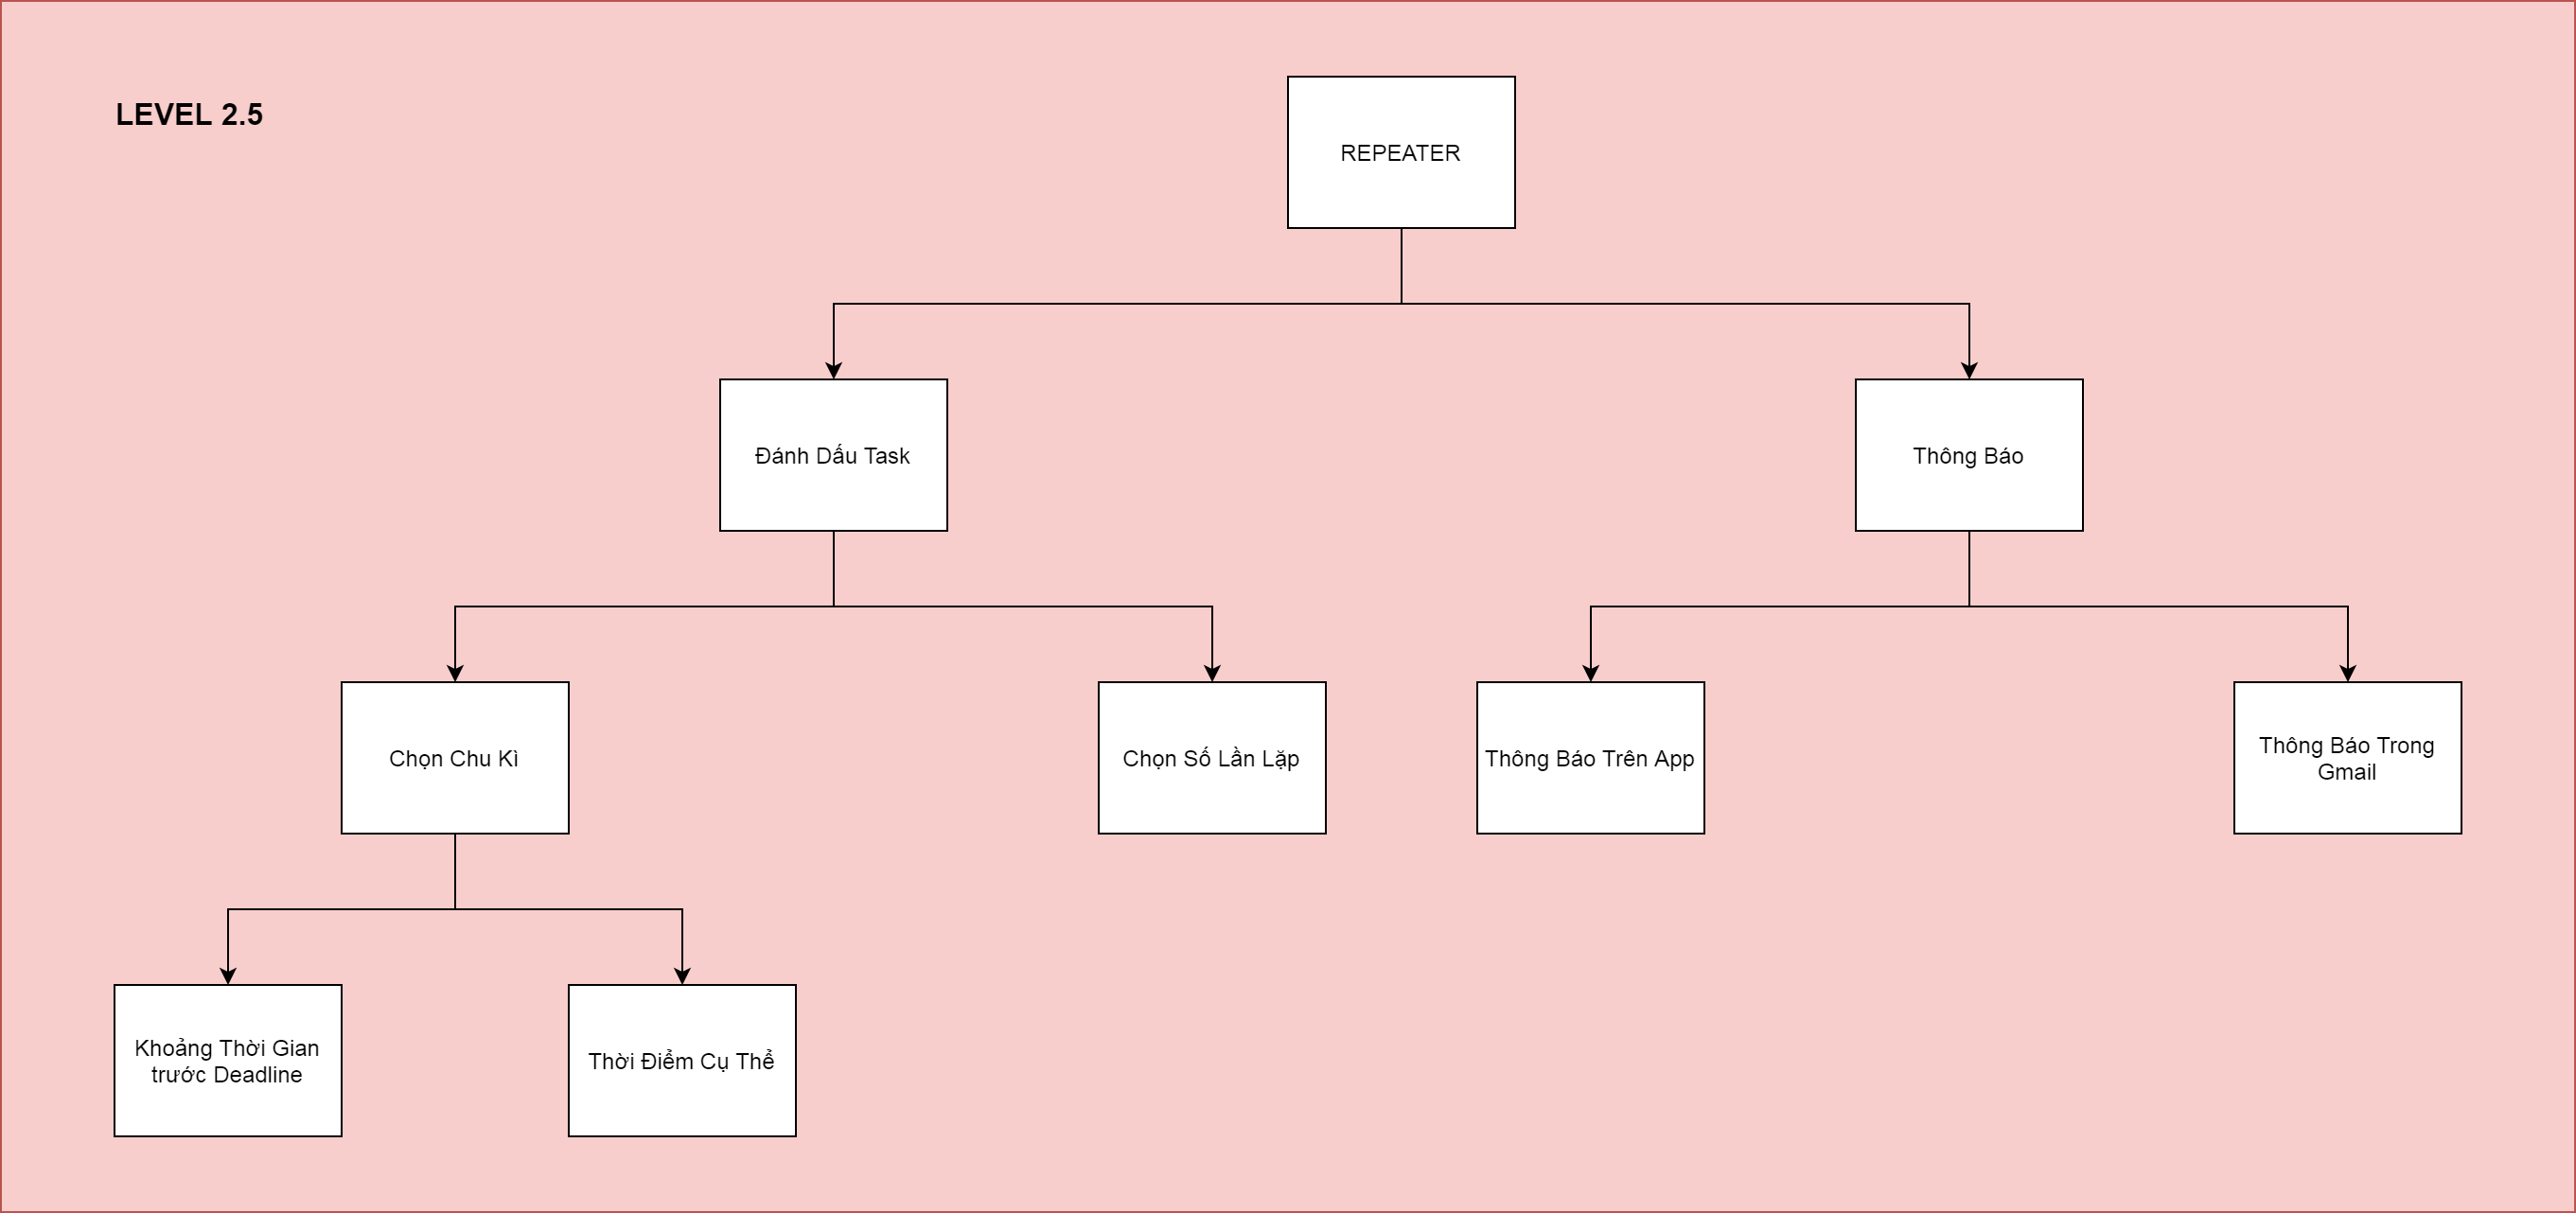 LEVEL 2.5
REPEATER
Đánh Dấu Task
Thông Báo
Chọn Chu Kì
Chọn Số Lần Lặp
Thông Báo Trên App
Thông Báo Trong
Gmail
Khoảng Thời Gian
trước Deadline
Thời Điểm Cụ Thể